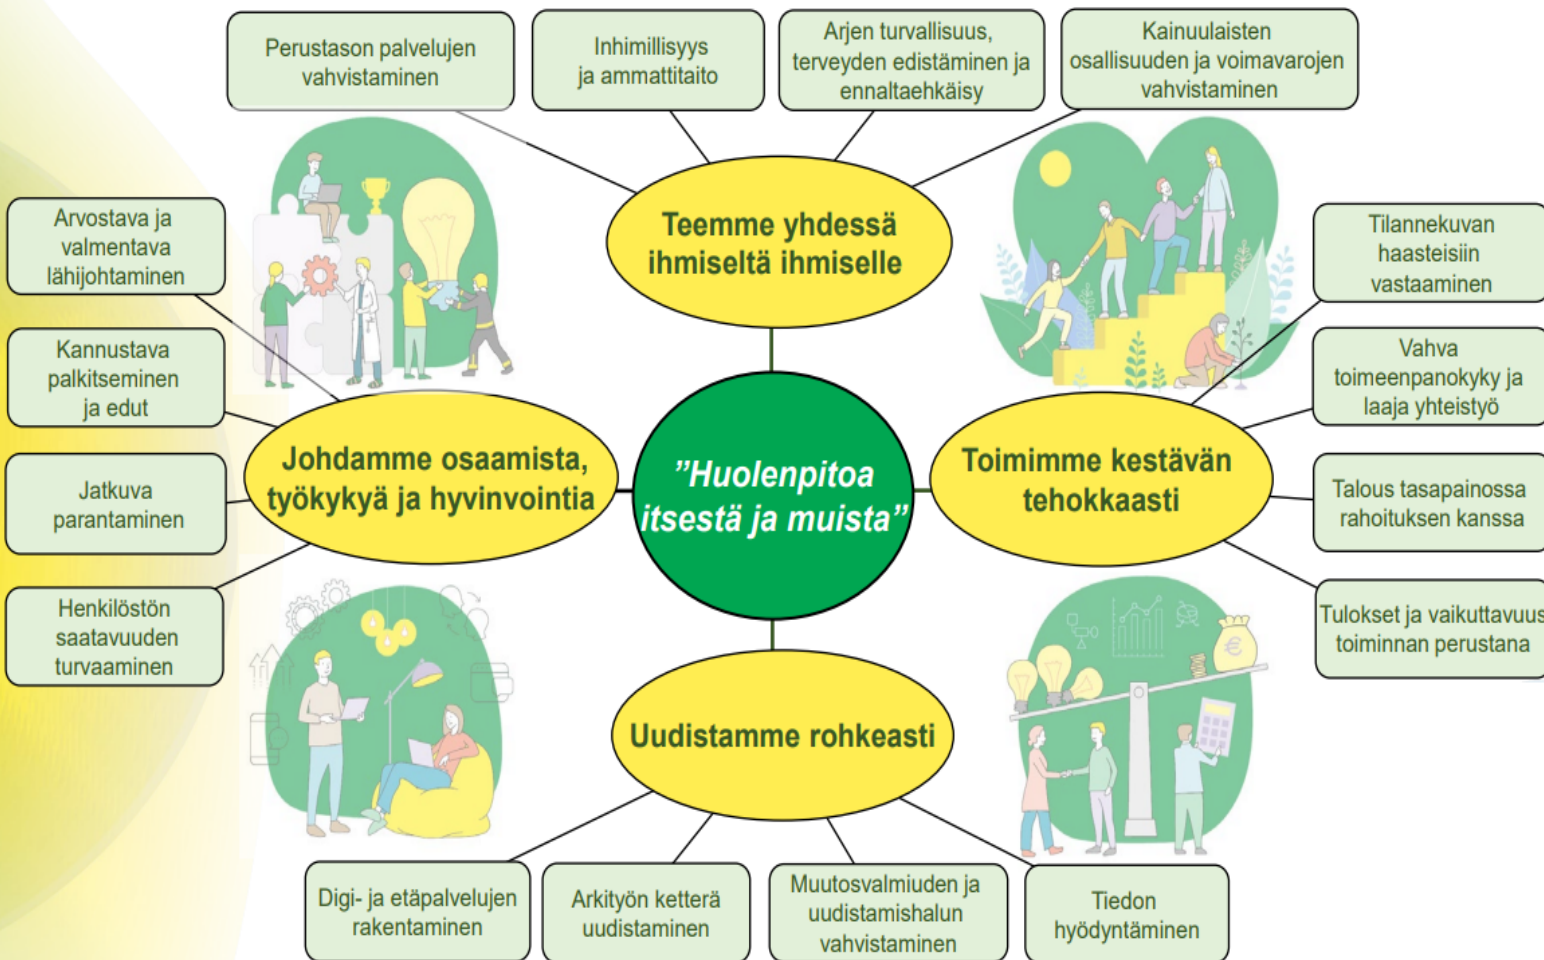 Perustason palvelujen
vahvistaminen
Inhimillisyys
ja ammattitaito
Arjen turvallisuus,
terveyden edistäminen ja
ennaltaehkäisy
Kainuulaisten
osallisuuden ja voimavarojen
vahvistaminen
Teemme yhdessä
ihmiseltä ihmiselle
Arvostava ja
valmentava
lähijohtaminen
Kannustava
palkitseminen
ja edut
Jatkuva
parantaminen
Henkilöstön
saatavuuden
turvaaminen
Johdamme osaamista,
työkykyä ja hyvinvointia
"Huolenpitoa
itsestä ja muista"
Toimimme kestävän
tehokkaasti
Tilannekuvan
haasteisiin
vastaaminen
Vahva
toimeenpanokyky ja
laaja yhteistyö
Talous tasapainossa
rahoituksen kanssa
Tulokset ja vaikuttavuus
toiminnan perustana
€
Uudistamme rohkeasti
Digi- ja etäpalvelujen
rakentaminen
Arkityön ketterä
uudistaminen
Muutosvalmiuden ja
uudistamishalun
vahvistaminen
Tiedon
hyödyntäminen